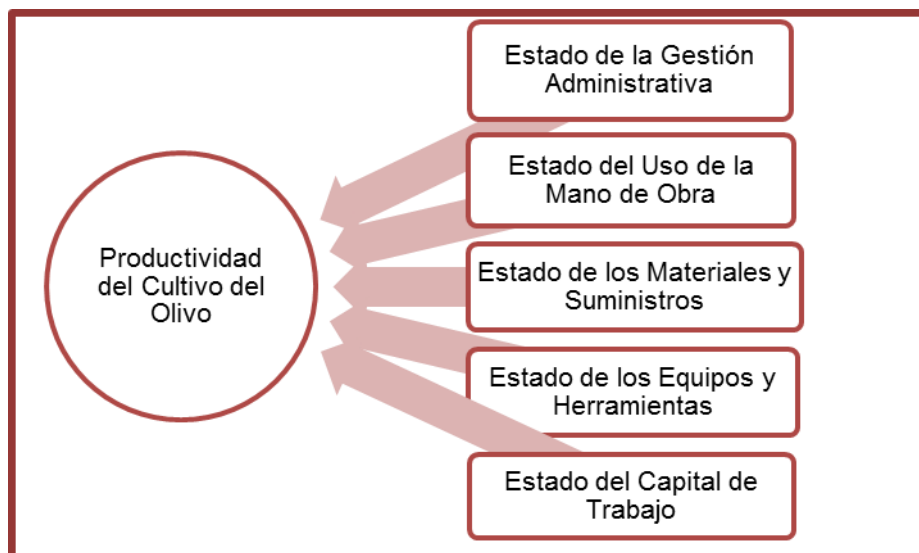 Productividad
del Cultivo del
Olivo
Estado de la Gestión
Administrativa
Estado del Uso de la
Mano de Obra
Estado de los Materiales y
Suministros
Estado de los Equipos y
Herramientas
Estado del Capital de
Trabajo